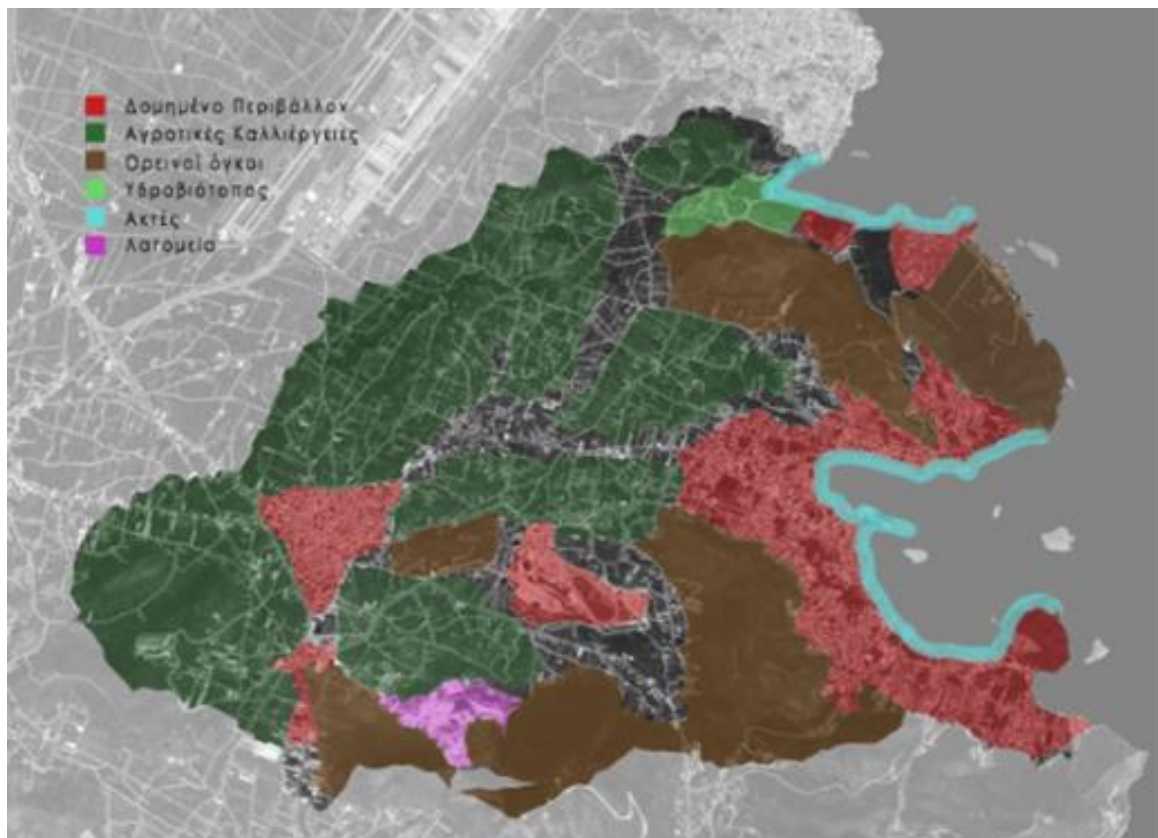 Δομημένο Περιβάλλον
Αγροτικές Καλλιέργειες
Ορεινοί όγκοι
Υδροβιότοπος
Ακτές
Λατομεία